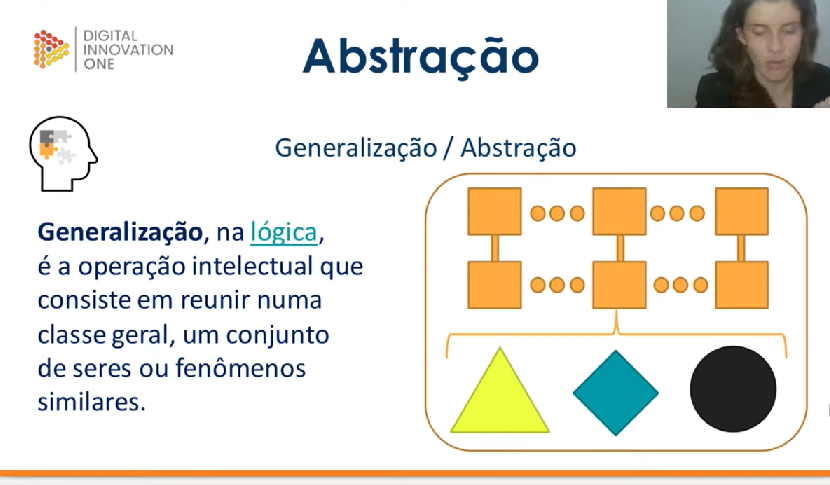 DIGITAL
INNOVATION
ONE
Abstração
Generalização / Abstração
Generalização, na lógica,
é a operação intelectual que
consiste em reunir numa
classe geral, um conjunto
de seres ou fenômenos
similares.